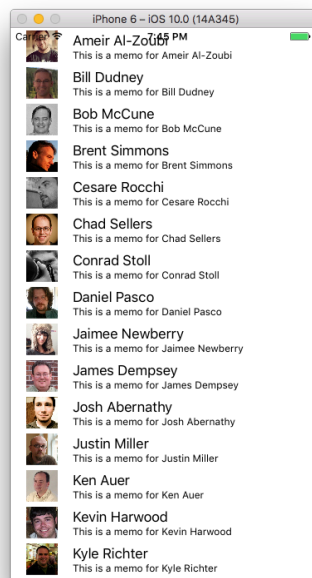 iPhone 6 – iOS 10.0 (14A345)
Carrier 7:45 PM
Ameir Al-Zoubi
This is a memo for Ameir Al-Zoubi
Bill Dudney
This is a memo for Bill Dudney
Bob McCune
This is a memo for Bob McCune
Brent Simmons
This is a memo for Brent Simmons
Cesare Rocchi
This is a memo for Cesare Rocchi
Chad Sellers
This is a memo for Chad Sellers
Conrad Stoll
This is a memo for Conrad Stoll
Daniel Pasco
This is a memo for Daniel Pasco
Jaimee Newberry
This is a memo for Jaimee Newberry
James Dempsey
This is a memo for James Dempsey
Josh Abernathy
This is a memo for Josh Abernathy
Justin Miller
This is a memo for Justin Miller
Ken Auer
This is a memo for Ken Auer
Kevin Harwood
This is a memo for Kevin Harwood
Kyle Richter
This is a memo for Kyle Richter